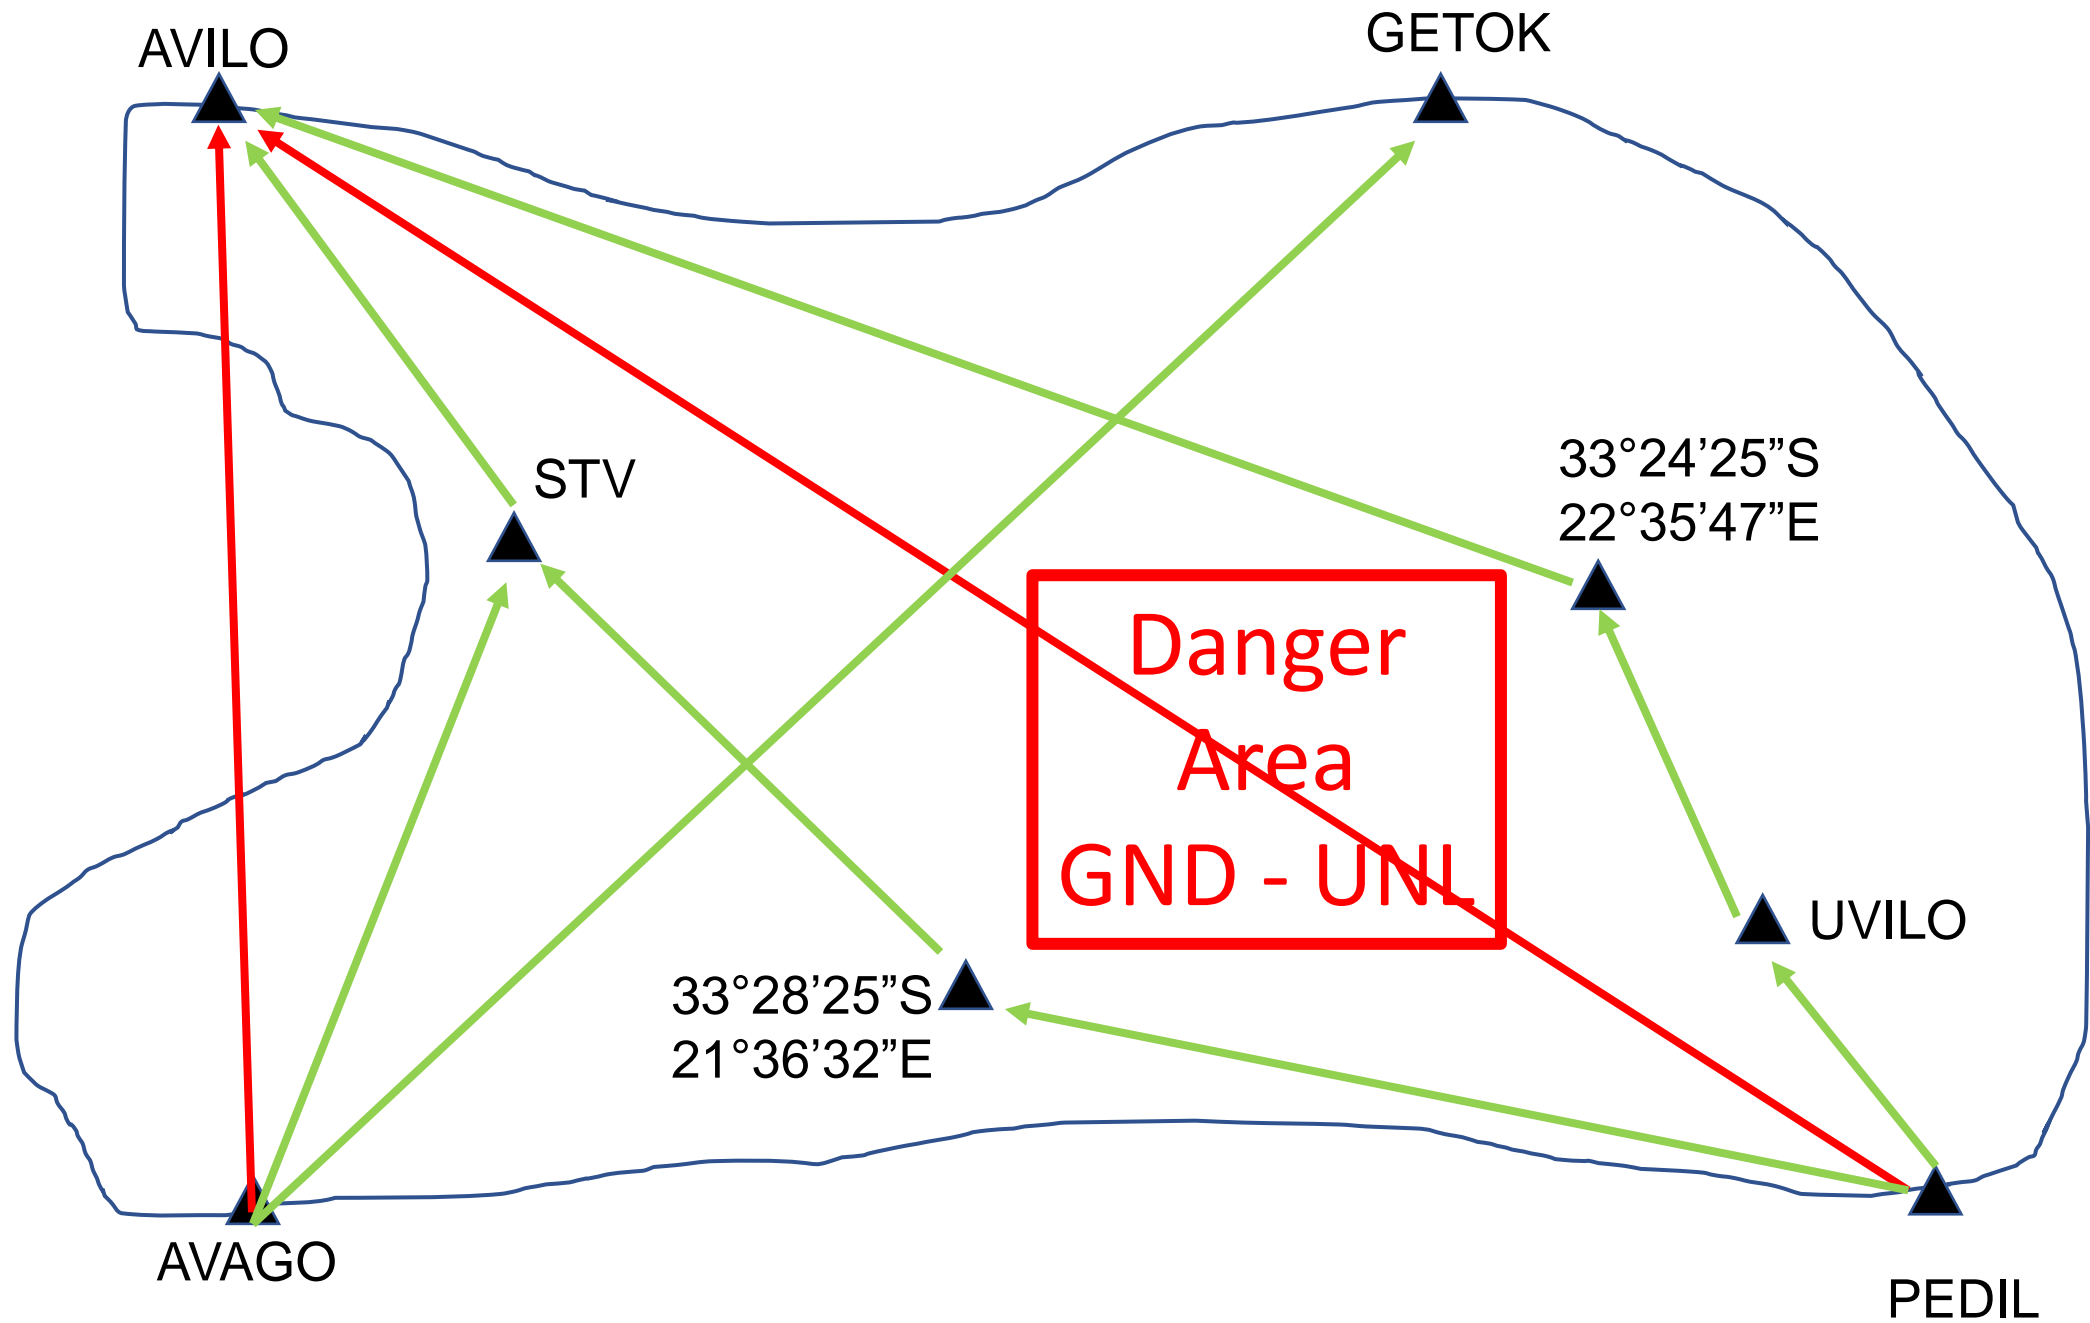 AVILO
GETOK
STV
33°24’25”S
22°35’47”E
Danger
Area
GND - UNL
UVILO
33°28’25”S
21°36’32”E
AVAGO
PEDIL